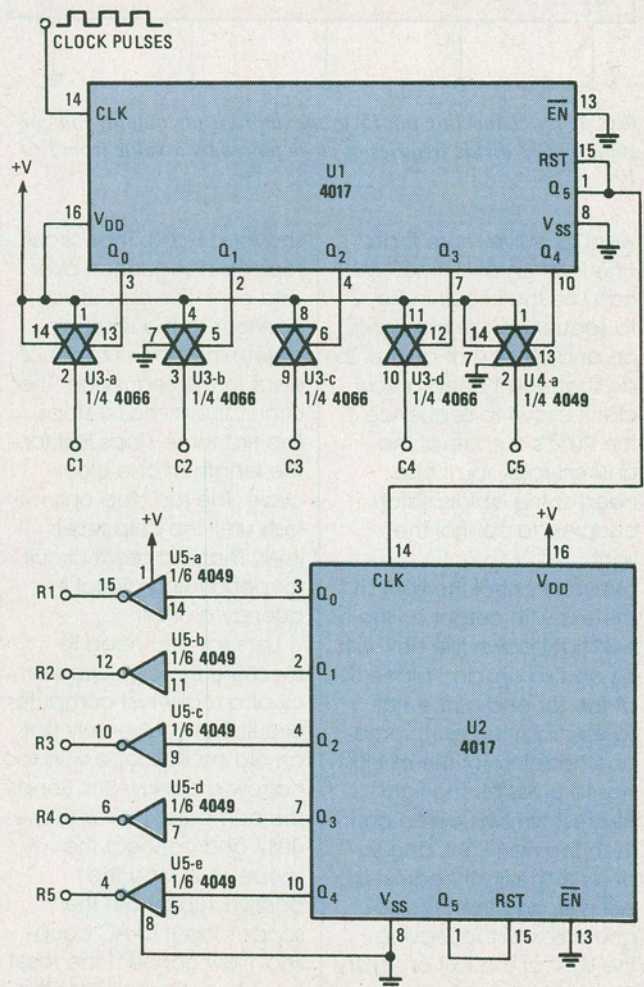 CLOCK PULSES
14
CLK
E̅N̅
13
R̅S̅T̅
15
U1
4017
Q5
1
+V
16
VDD
VSS
8
Q0
Q1
Q2
Q3
Q4
3
2
4
7
10
14
1
13
2
U3-a
1/4 4066
7
4
5
3
U3-b
1/4 4066
8
6
9
U3-c
1/4 4066
11
12
10
U3-d
1/4 4066
14
1
7
13
2
U4-a
1/4 4049
C1
C2
C3
C4
C5
+V
14
CLK
16
VDD
R1
15
1
U5-a
1/6 4049
14
3
Q0
R2
12
U5-b
1/6 4049
11
2
Q1
R3
10
U5-c
1/6 4049
9
4
Q2
U2
4017
R4
6
U5-d
1/6 4049
7
7
Q3
R5
4
U5-e
1/6 4049
5
8
10
Q4
VSS
Q5
RST
E̅N̅
8
1
15
13